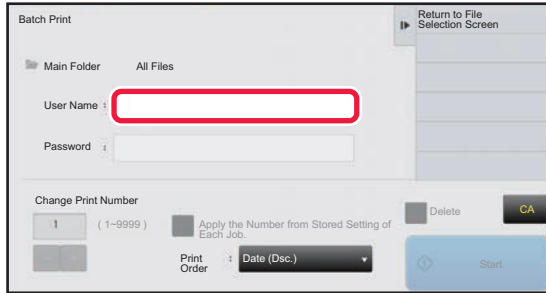 Batch Print
Return to File
Selection Screen
Main Folder All Files
User Name :
Password :
Change Print Number
1 ( 1~9999 )
Apply the Number from Stored Setting of
Each Job.
Print
Order : Date (Dsc.)
Delete
CA
Start